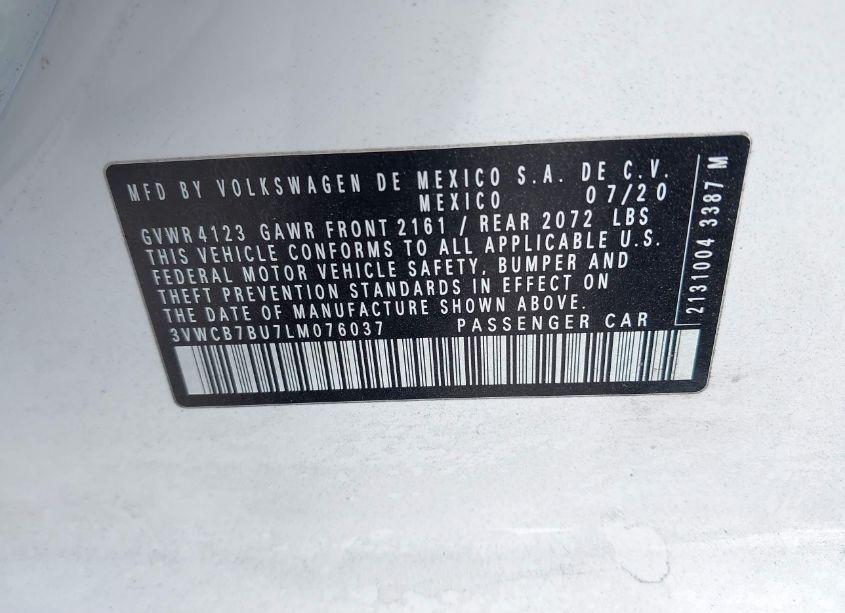 MFD BY VOLKSWAGEN DE MEXICO S.A. DE C.V.
MEXICO 07/20
GVWR 4123 GAWR FRONT 2161 / REAR 2072 LBS
THIS VEHICLE CONFORMS TO ALL APPLICABLE U.S.
FEDERAL MOTOR VEHICLE SAFETY, BUMPER AND
THEFT PREVENTION STANDARDS IN EFFECT ON
THE DATE OF MANUFACTURE SHOWN ABOVE.
3VWCB7BU7LM076037 PASSENGER CAR
2131004 3387 M